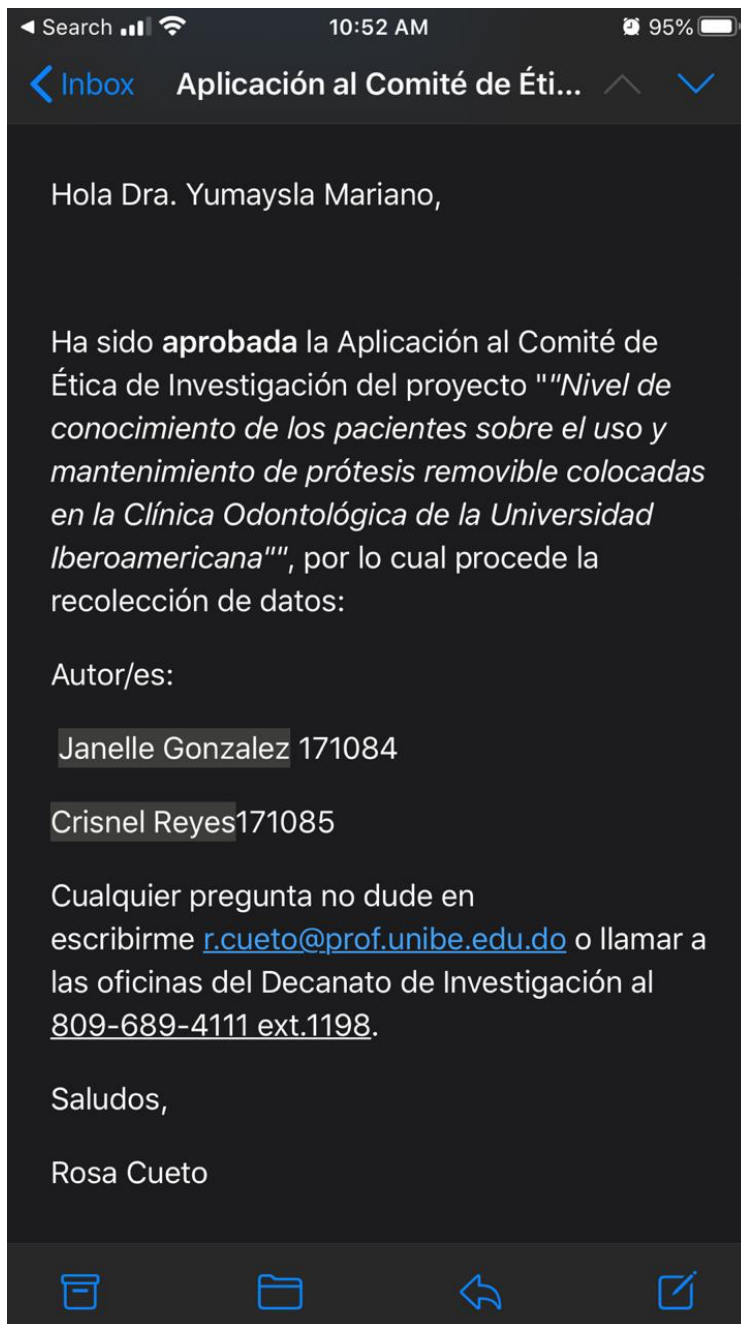 Search 10:52 AM 95%
Inbox Aplicación al Comité de Éti...
Hola Dra. Yumaysla Mariano,
Ha sido aprobada la Aplicación al Comité de
Ética de Investigación del proyecto "“Nivel de
conocimiento de los pacientes sobre el uso y
mantenimiento de prótesis removible colocadas
en la Clínica Odontológica de la Universidad
Iberoamericana"", por lo cual procede la
recolección de datos:
Autor/es:
Janelle Gonzalez 171084
Crisnel Reyes171085
Cualquier pregunta no dude en
escribirme r.cueto@prof.unibe.edu.do o llamar a
las oficinas del Decanato de Investigación al
809-689-4111 ext.1198.
Saludos,
Rosa Cueto